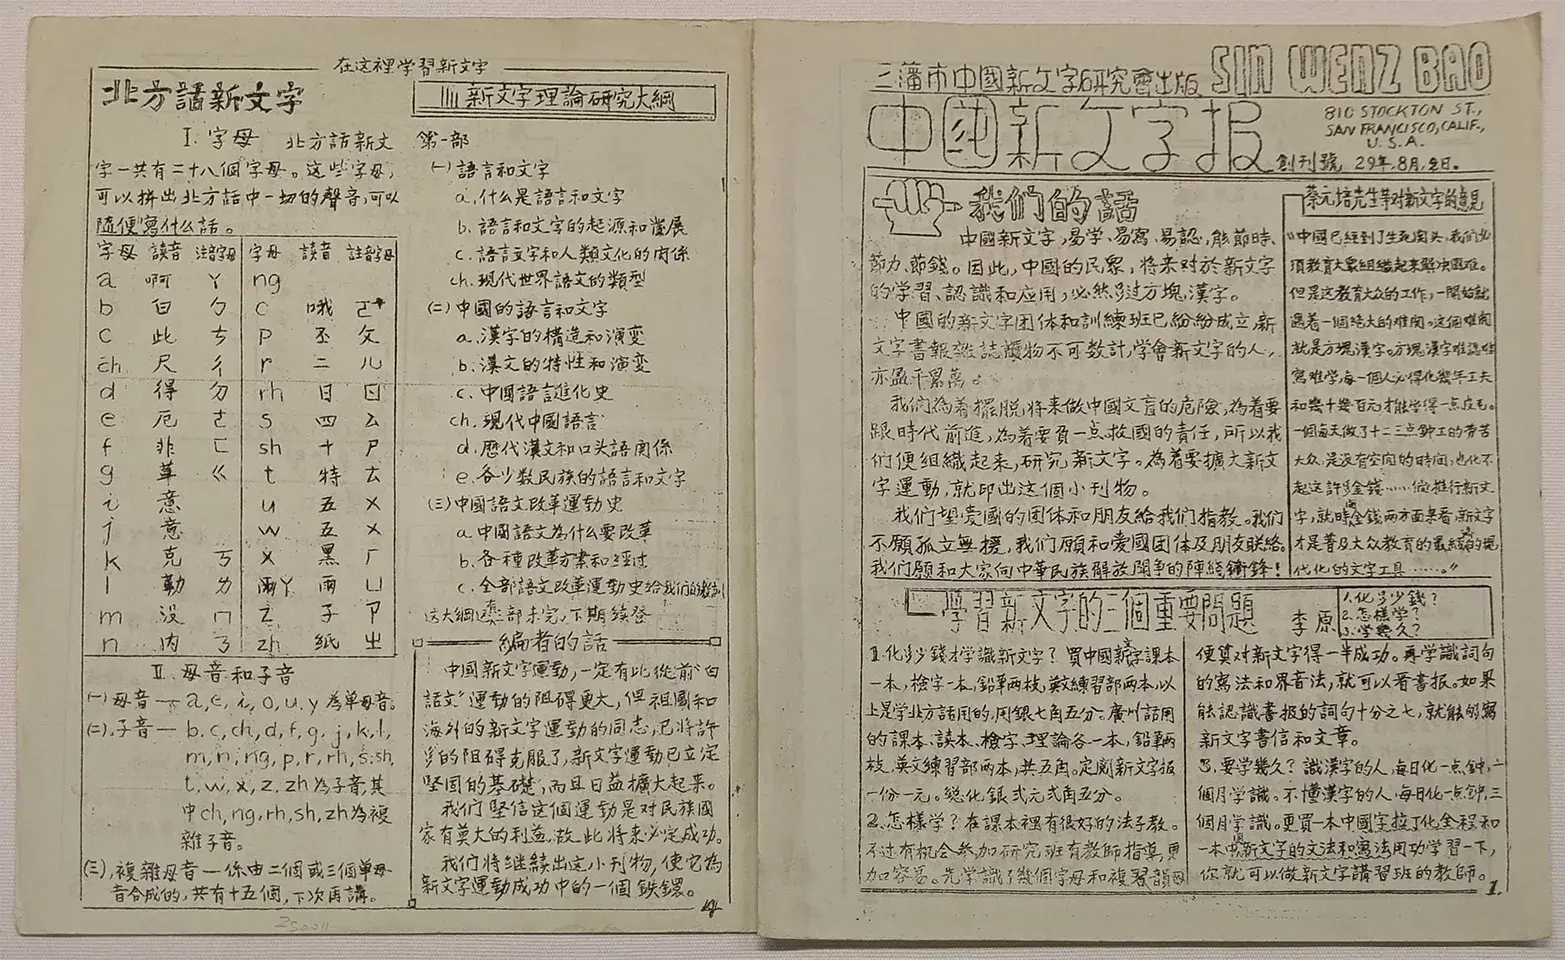 在这裡学習新文字
北方話新文字
I. 字母　北方話新文
字一共有二十八個字母。这些字母,
可以拼出北方話中一切的聲音,可以
隨便寫什么話。
字母 讀音 注音字母 字母 讀音 註音字母
a 啊 ㄚ ng
b 白 ㄅ o 哦 ㄛ
c 此 ㄘ p 丕 ㄆ
ch 尺 ㄔ r 二 ㄦ
d 得 ㄉ rh 日 ㄖ
e 厄 ㄜ s 四 ㄙ
f 非 ㄈ sh 十 ㄕ
g 革 ㄍ t 特 ㄊ
i 意 u 五 ㄨ
j 意 w 五 ㄨ
k 克 ㄎ x 黑 ㄏ
l 勒 ㄌ 雨 ㄩ
m 没 ㄇ z 子 ㄗ
n 内 ㄋ zh 纸 ㄓ
II. 母音和子音
(一) 母音 — a, e, i, o, u, y 為單母音。
(二) 子音 — b, c, ch, d, f, g, j, k, l,
m, n, ng, p, r, rh, s, sh,
t, w, x, z, zh 為子音,其
中 ch, ng, rh, sh, zh 為複
雜子音。
(三) 複雜母音 — 係由二個或三個單母
音合成的,共有十五個,下次再講。
新文字理論研究大綱
第一部
(一) 語言和文字
a. 什么是語言和文字
b. 語言和文字的起源和發展
c. 語言文字和人類文化的関係
ch. 現代世界語文的類型
(二) 中國的語言和文字
a. 漢字的構造和演变
b. 漢文的特性和演变
c. 中國語言進化史
ch. 現代中國語言
d. 歷代漢文和口头語関係
e. 各少数民族的語言和文字
(三) 中國語文改革運動史
a. 中國語文為什么要改革
b. 各種改革方案和經过
c. 全部語文改革運動史給我们的教訓
这大綱還未完,下期續登
編者的話
中國新文字運動,一定有比從前"白
話文"運動的阻碍更大,但祖國和
海外的新文字運動的同志,已將許
多的阻碍克服了,新文字運動已立定
堅固的基礎,而且日益擴大起來。
我們堅信这個運動是对民族國
家有莫大的利益,故此將来必定成功。
我们將继续出这小刊物,使它為
新文字運動成功中的一個鉄鐶。
三藩市中國新文字研究會出版 SIN WENZ BAO
中國新文字报
810 STOCKTON ST.,
SAN FRANCISCO, CALIF.,
U. S. A.
創刊號 29年,8月,2日。
我們的話
中國新文字,易学、易寫、易認,能節時、
節力、節錢。因此,中國的民眾,将来对於新文字
的学習、認識和应用,必然多过方塊漢字。
中國的新文字团体和訓練班已紛紛成立,新
文字書報雜誌讀物不可数計,学會新文字的人,
亦盈千累萬。
我们為着擺脱,将来做中國文盲的危險,為着要
跟時代前進,為着要負一点救國的責任,所以我
们便組織起来,研究新文字。為着要擴大新文
字運動,就印出這個小刊物。
我们望爱國的团体和朋友給我们指教。我们
不願孤立無援,我们願和爱國团体及朋友联絡。
我们願和大家向中華民族解放閗争的陣綫衝鋒!
蔡元培先生等对新文字的意見
"中國已經到了生死関头,我们必
須教育大眾組織起来解决困难。
但是这教育大众的工作,一開始就
遇着一個絶大的难関。这個难関
就是方塊漢字。方塊漢字难認难
寫难学,每一個人必得化幾年工夫
和幾十幾百元才能学得一点皮毛。
一個每天做了十二三点鈡工的劳苦
大众是没有空闲的時間,也化不
起这許多金錢……做推行新文
字,就時間金錢両方面来看,新文字
才是普及大众教育的最經済的現
代化的文字工具……。"
学習新文字的三個重要問題　李原
1. 化多少錢?
2. 怎樣学?
3. 学幾久?
1. 化多少錢才学識新文字?買中國新文字課本
一本,檢字一本,鉛筆両枝,英文練習部両本,以
上是学北方話用的,用銀七角五分。廣州話用
的課本、讀本、檢字、理論各一本,鉛筆両
枝,英文練習部両本,共五角。定閲新文字报
一份一元。總化銀弍元弍角五分。
2. 怎樣学?在課本裡有很好的法子教。
不过有机会参加研究班有教師指導,更
加容易。先学識了幾個字母和複習韻母
便算对新文字得一半成功。再学識詞句
的寫法和界音法,就可以看書报。如果
能認識書报的詞句十分之七,就能够寫
新文字書信和文章。
3. 要学幾久?識漢字的人,每日化一点鈡,一
個月学識。不懂漢字的人,每日化一点鈡,三
個月学識。更買一本中國字拉丁化全程和
一本中國新文字的文法和寫法用功学習一下,
你就可以做新文字講習班的教師。
1.